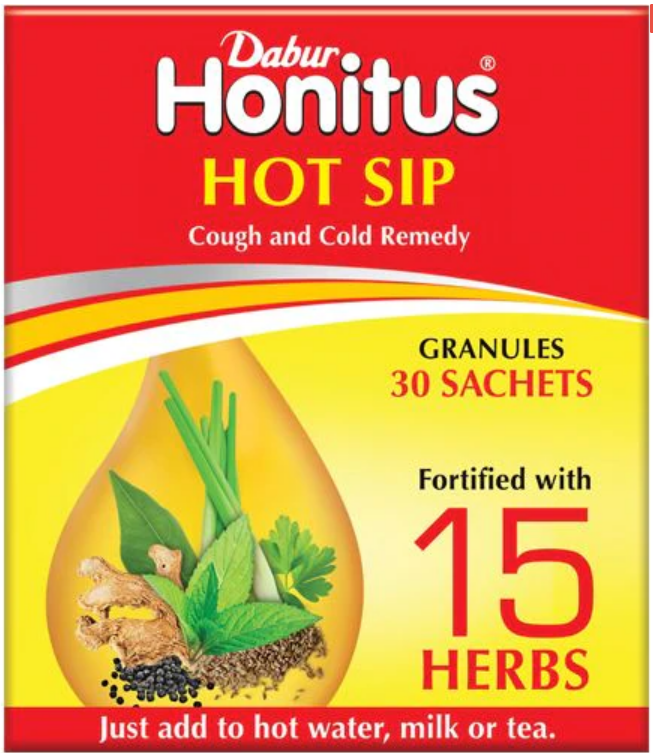 Dabur
Honitus®
HOT SIP
Cough and Cold Remedy
GRANULES
30 SACHETS
Fortified with
15
HERBS
Just add to hot water, milk or tea.